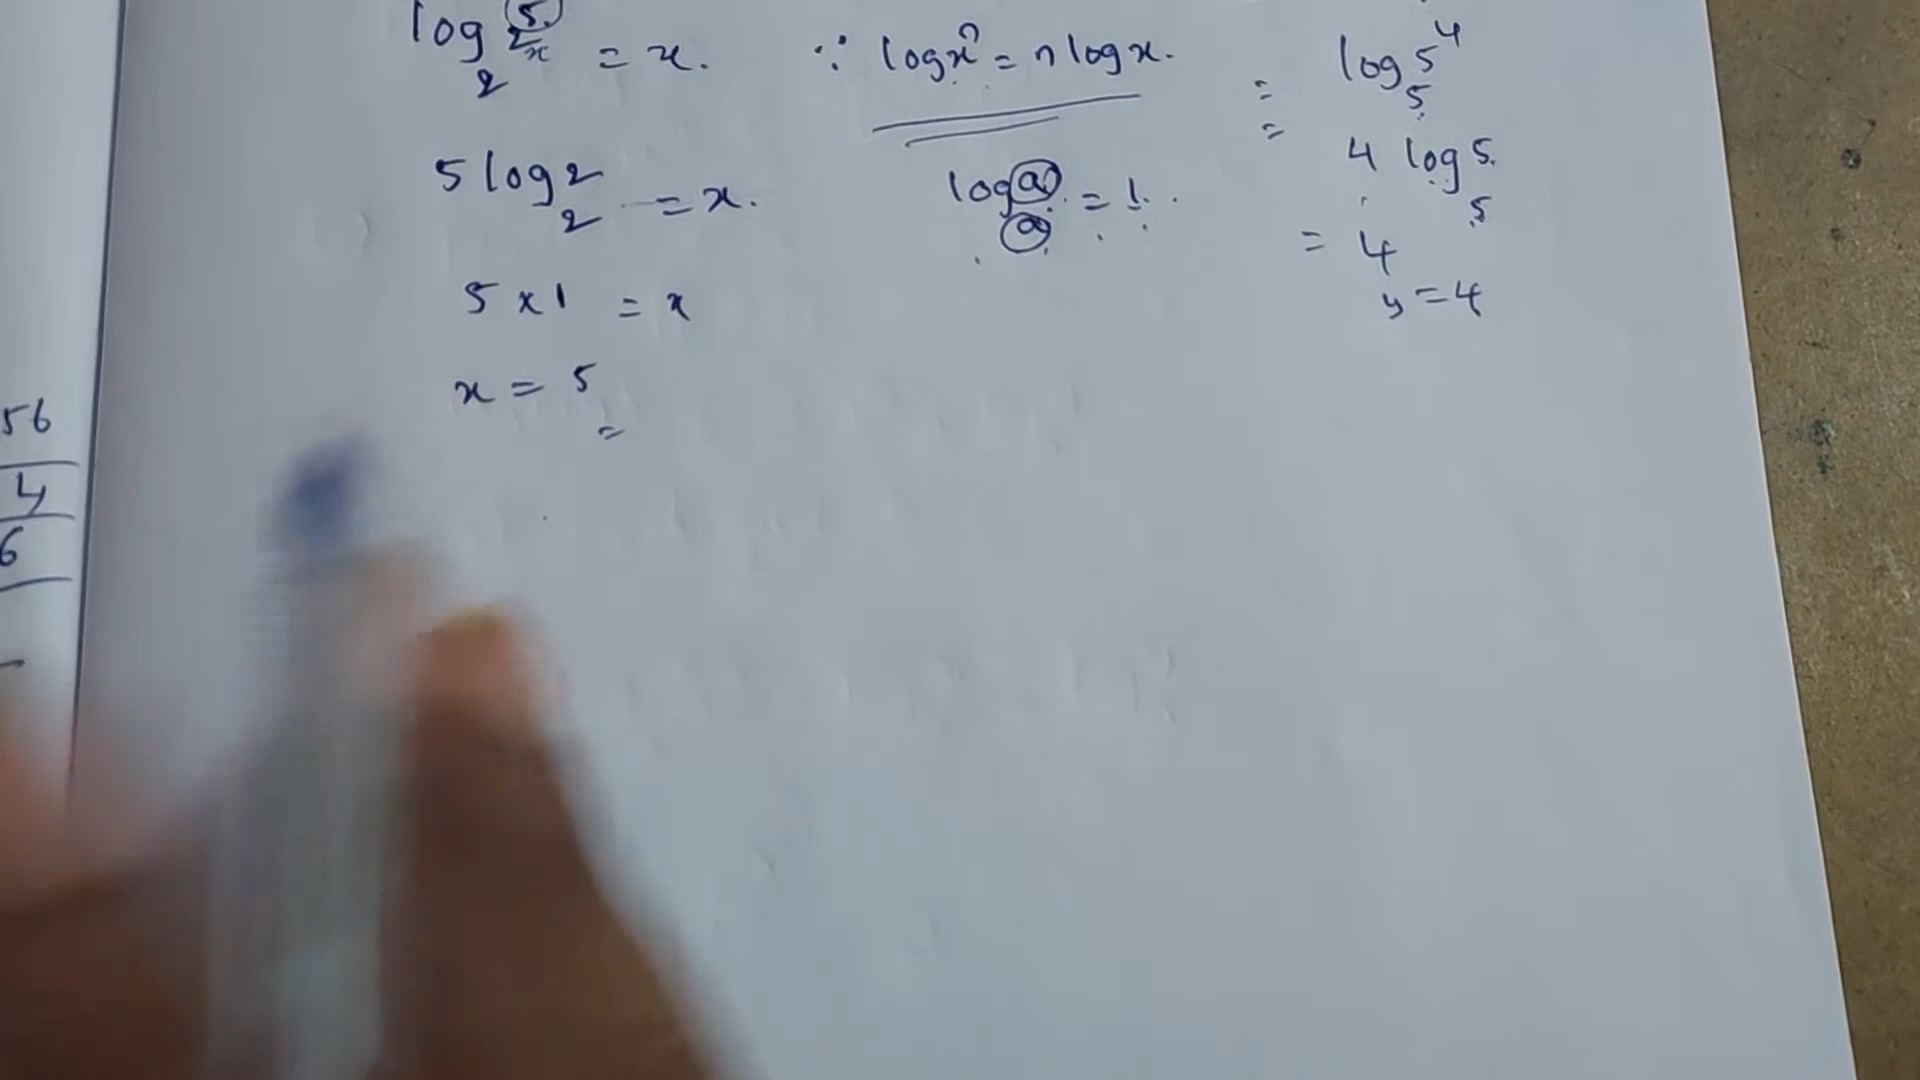 log₂ 2⁵ = x.
5 log₂ 2 = x.
5 x 1 = x
x = 5
=
∵ log xⁿ = n log x.
logₐ a = 1
= log₅ 5⁴
= 4 log₅ 5
= 4
y = 4
56
4
6